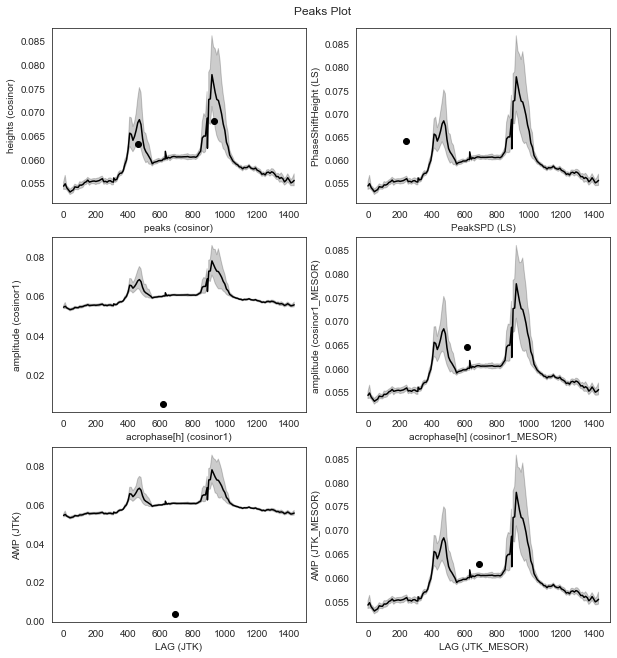 Peaks Plot
heights (cosinor)
0.085
0.080
0.075
0.070
0.065
0.060
0.055
0 200 400 600 800 1000 1200 1400
peaks (cosinor)
PhaseShiftHeight (LS)
0.085
0.080
0.075
0.070
0.065
0.060
0.055
0 200 400 600 800 1000 1200 1400
PeakSPD (LS)
amplitude (cosinor1)
0.08
0.06
0.04
0.02
0 200 400 600 800 1000 1200 1400
acrophase[h] (cosinor1)
amplitude (cosinor1_MESOR)
0.085
0.080
0.075
0.070
0.065
0.060
0.055
0 200 400 600 800 1000 1200 1400
acrophase[h] (cosinor1_MESOR)
AMP (JTK)
0.08
0.06
0.04
0.02
0.00
0 200 400 600 800 1000 1200 1400
LAG (JTK)
AMP (JTK_MESOR)
0.085
0.080
0.075
0.070
0.065
0.060
0.055
0 200 400 600 800 1000 1200 1400
LAG (JTK_MESOR)